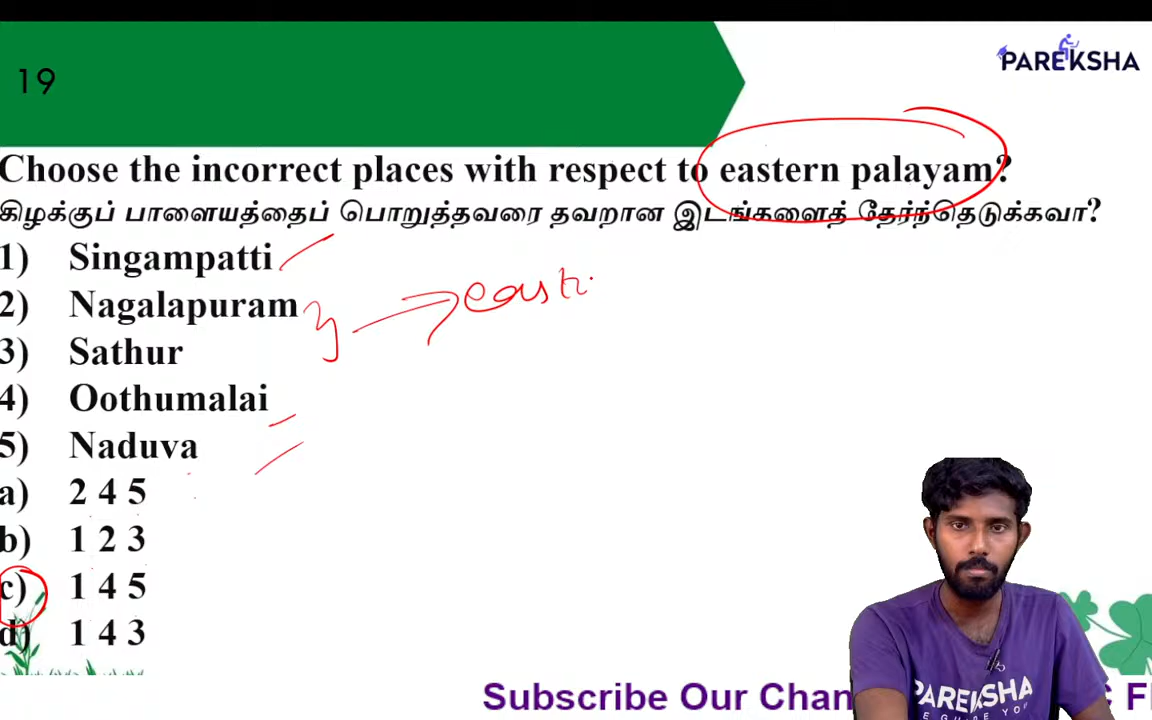 19
PAREKSHA
Choose the incorrect places with respect to eastern palayam?
கிழக்குப் பாளையத்தைப் பொறுத்தவரை தவறான இடங்களைத் தேர்ந்தெடுக்கவா?
1) Singampatti
2) Nagalapuram
east
3) Sathur
4) Oothumalai
5) Naduva
a) 2 4 5
b) 1 2 3
c) 1 4 5
d) 1 4 3
PAREKSHA
Subscribe Our Chan